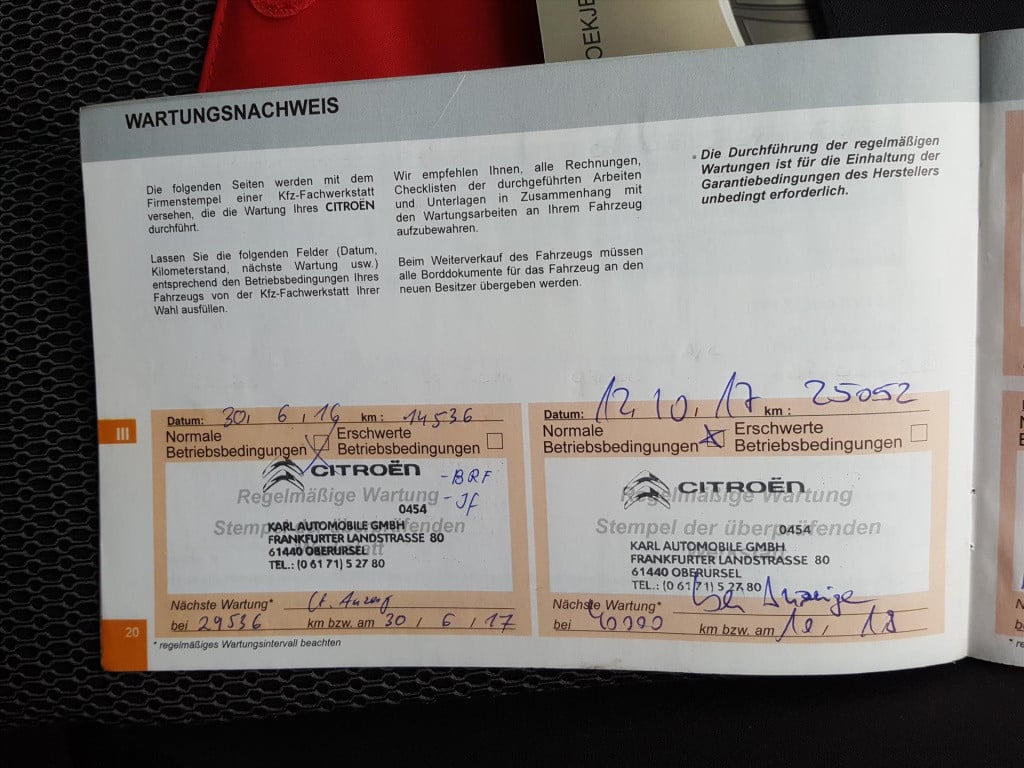 OEKJE
WARTUNGSNACHWEIS
Die folgenden Seiten werden mit dem
Firmenstempel einer Kfz-Fachwerkstatt
versehen, die die Wartung Ihres CITROËN
durchführt.
Lassen Sie die folgenden Felder (Datum,
Kilometerstand, nächste Wartung usw.)
entsprechend den Betriebsbedingungen Ihres
Fahrzeugs von der Kfz-Fachwerkstatt Ihrer
Wahl ausfüllen.
Wir empfehlen Ihnen, alle Rechnungen,
Checklisten der durchgeführten Arbeiten
und Unterlagen in Zusammenhang mit
den Wartungsarbeiten an Ihrem Fahrzeug
aufzubewahren.
Beim Weiterverkauf des Fahrzeugs müssen
alle Borddokumente für das Fahrzeug an den
neuen Besitzer übergeben werden.
Die Durchführung der regelmäßigen
Wartungen ist für die Einhaltung der
Garantiebedingungen des Herstellers
unbedingt erforderlich.
III
Datum: 30, 6, 16 km: 14536
Normale
Betriebsbedingungen
Erschwerte
Betriebsbedingungen
CITROËN
- BRF
Regelmäßige Wartung
0454
Stempel der überprüfenden
KARL AUTOMOBILE GMBH
FRANKFURTER LANDSTRASSE 80
61440 OBERURSEL
TEL.: (0 61 71) 5 27 80
Nächste Wartung*
bei 29536 km bzw. am 30, 6, 17
20
* regelmäßiges Wartungsintervall beachten
Datum: 12, 10, 17 km: 25052
Normale
Betriebsbedingungen
Erschwerte
Betriebsbedingungen
CITROËN
Regelmäßige Wartung
Stempel der überprüfenden
0454
KARL AUTOMOBILE GMBH
FRANKFURTER LANDSTRASSE 80
61440 OBERURSEL
TEL.: (0 61 71) 5 27 80
Nächste Wartung* Anzeige
bei 40000 km bzw. am 10, 18